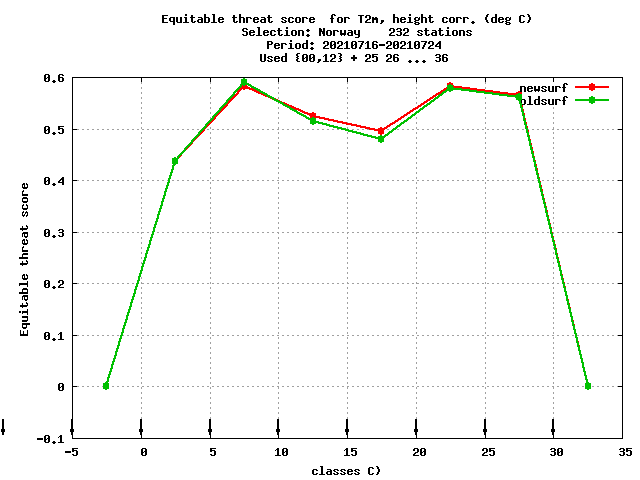 Equitable threat score  for T2m, height corr. (deg C)
Selection: Norway    232 stations
Period: 20210716-20210724
Used {00,12} + 25 26 ... 36
newsurf
oldsurf
Equitable threat score
0.6
0.5
0.4
0.3
0.2
0.1
0
-0.1
-5 0 5 10 15 20 25 30 35
classes C)